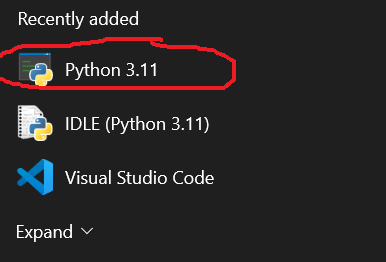 Recently added
Python 3.11
IDLE (Python 3.11)
Visual Studio Code
Expand